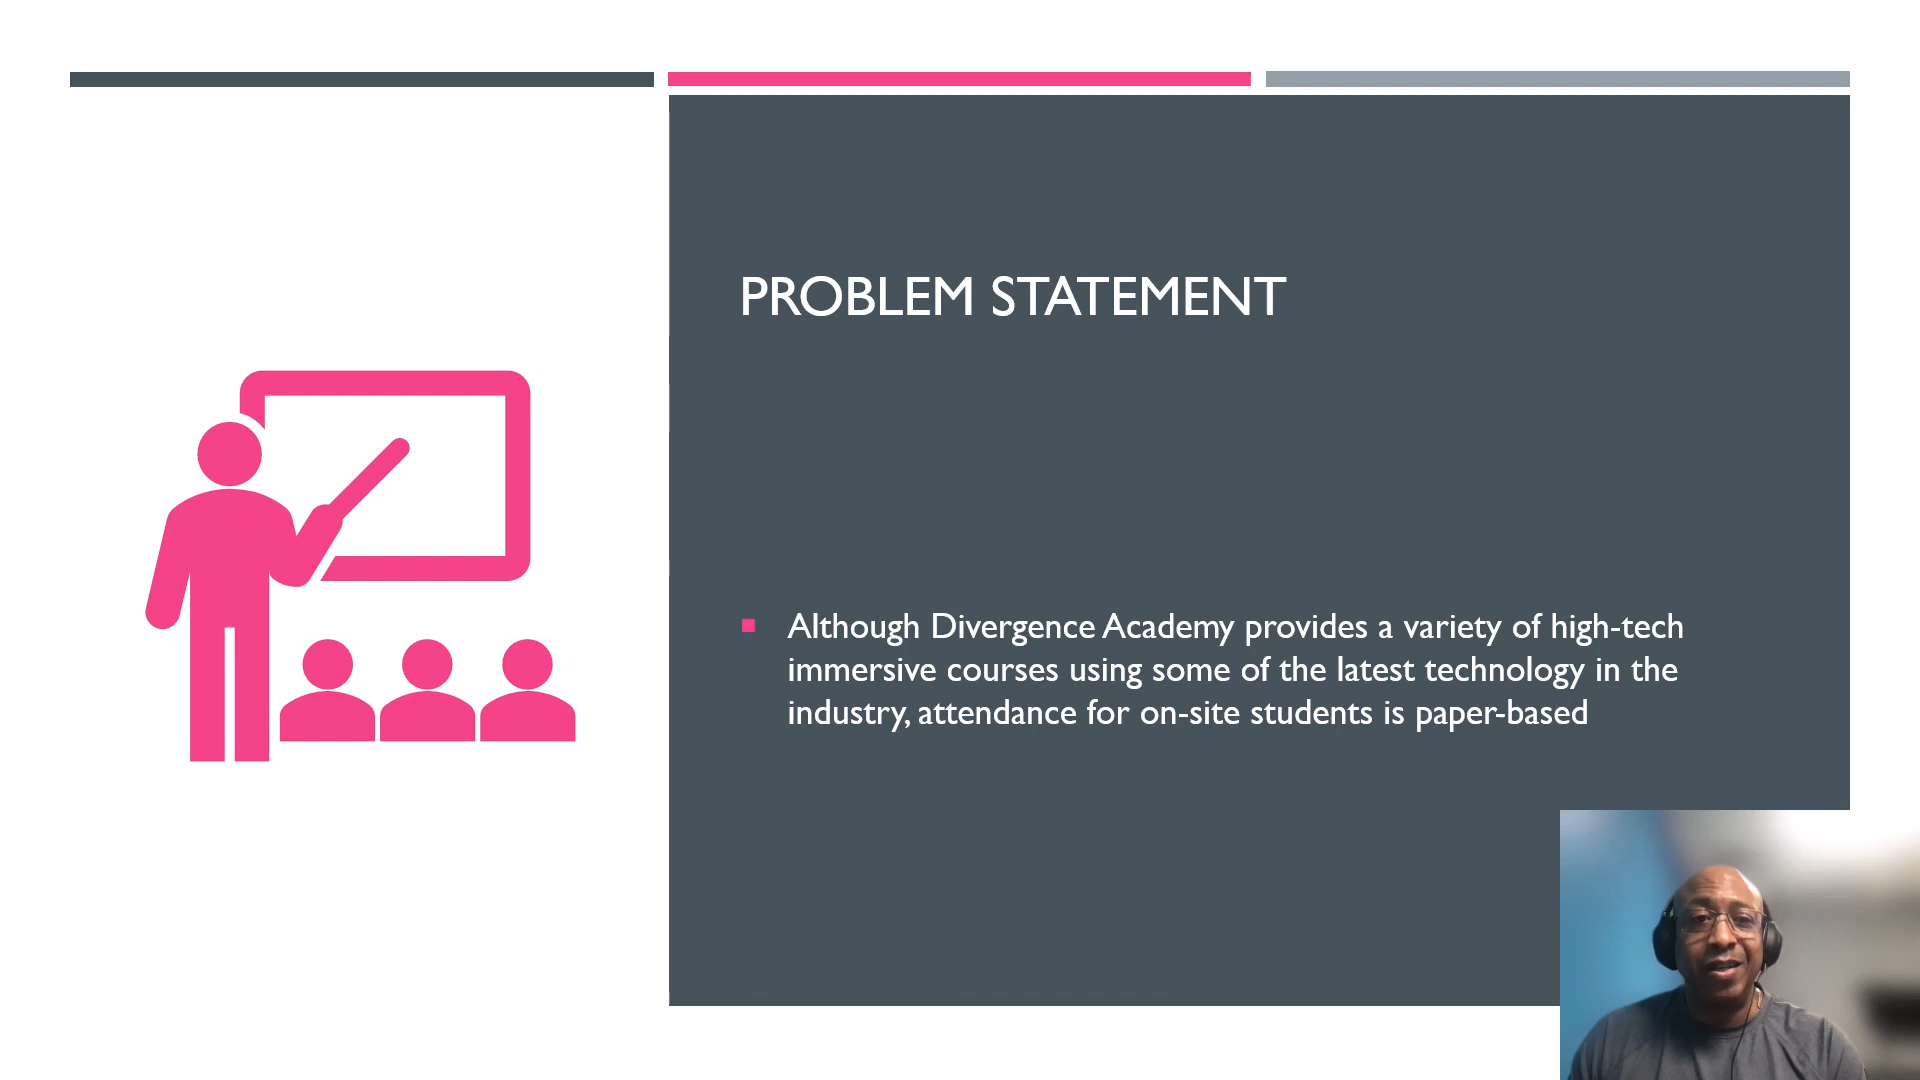 PROBLEM STATEMENT
Although Divergence Academy provides a variety of high-tech
immersive courses using some of the latest technology in the
industry, attendance for on-site students is paper-based